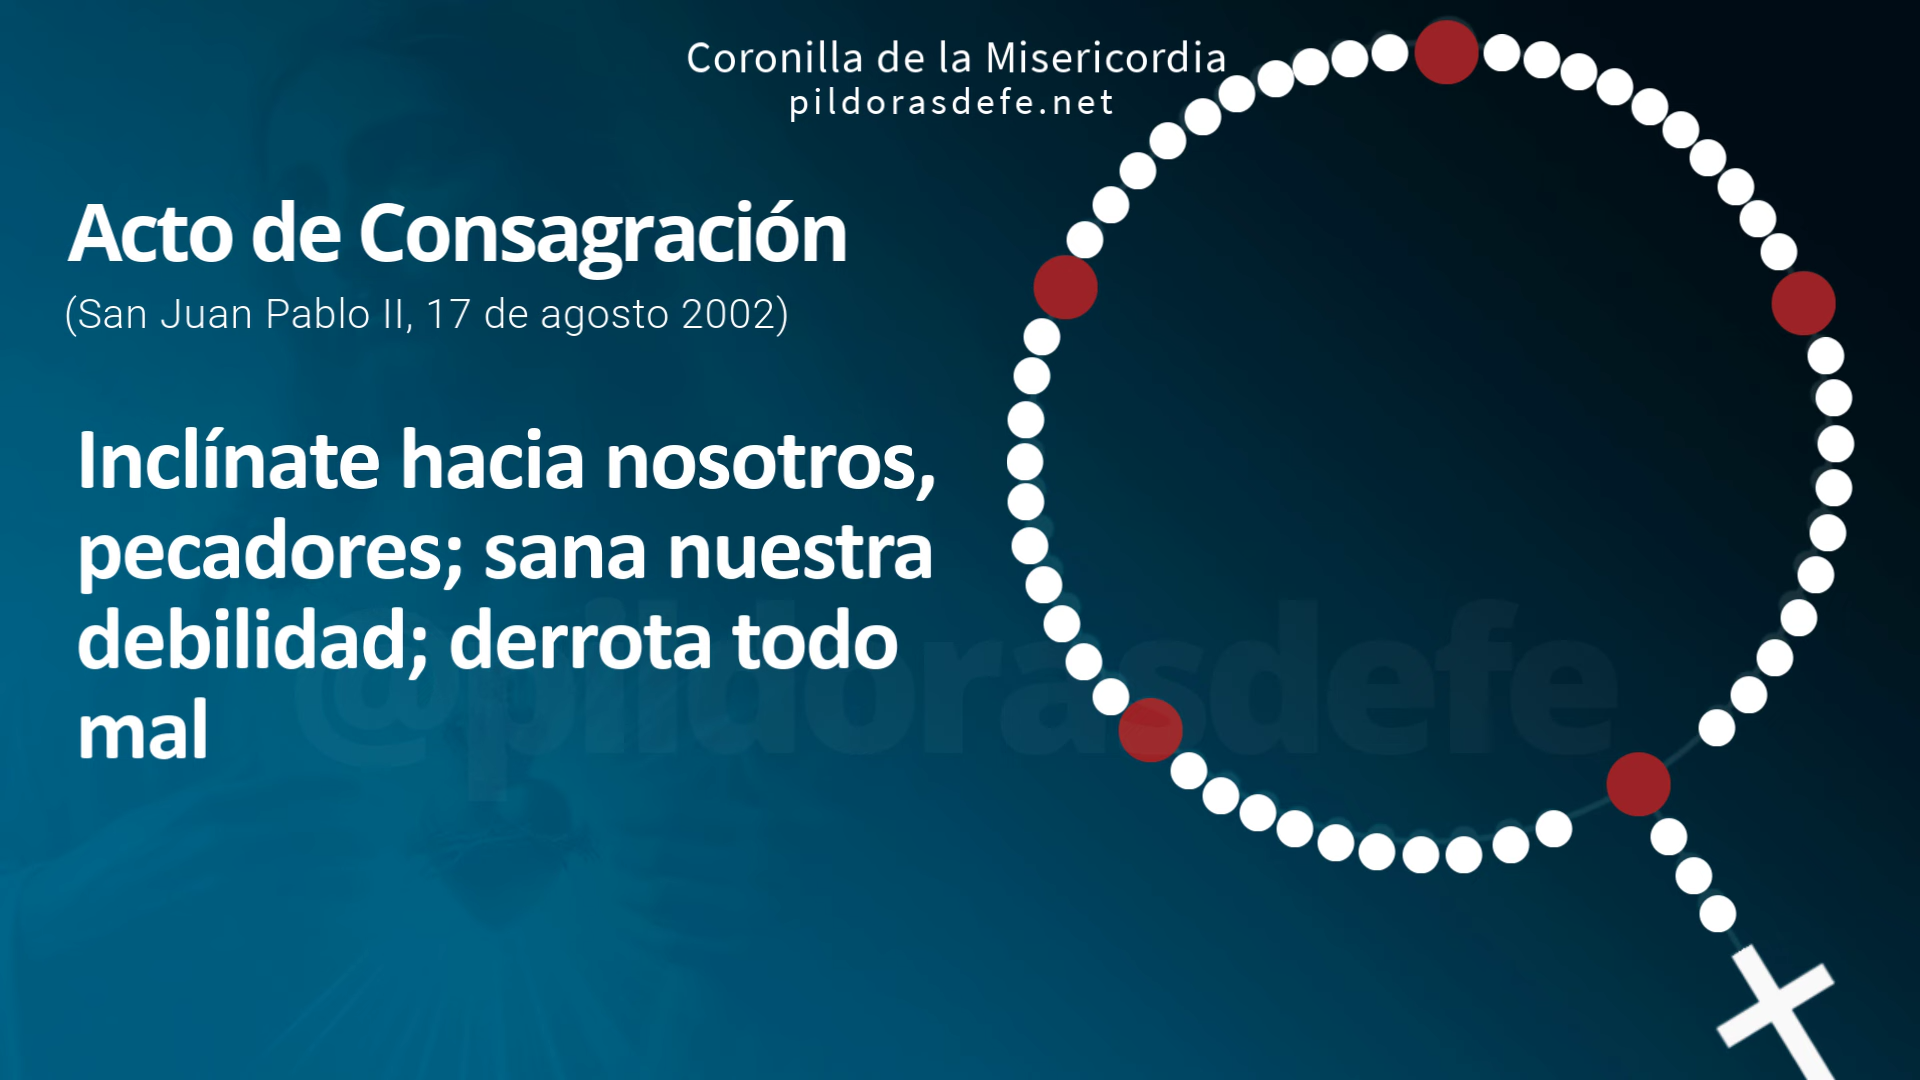 Coronilla de la Misericordia
pildorasdefe.net
Acto de Consagración
(San Juan Pablo II, 17 de agosto 2002)
Inclínate hacia nosotros,
pecadores; sana nuestra
debilidad; derrota todo
mal
@pildorasdefe